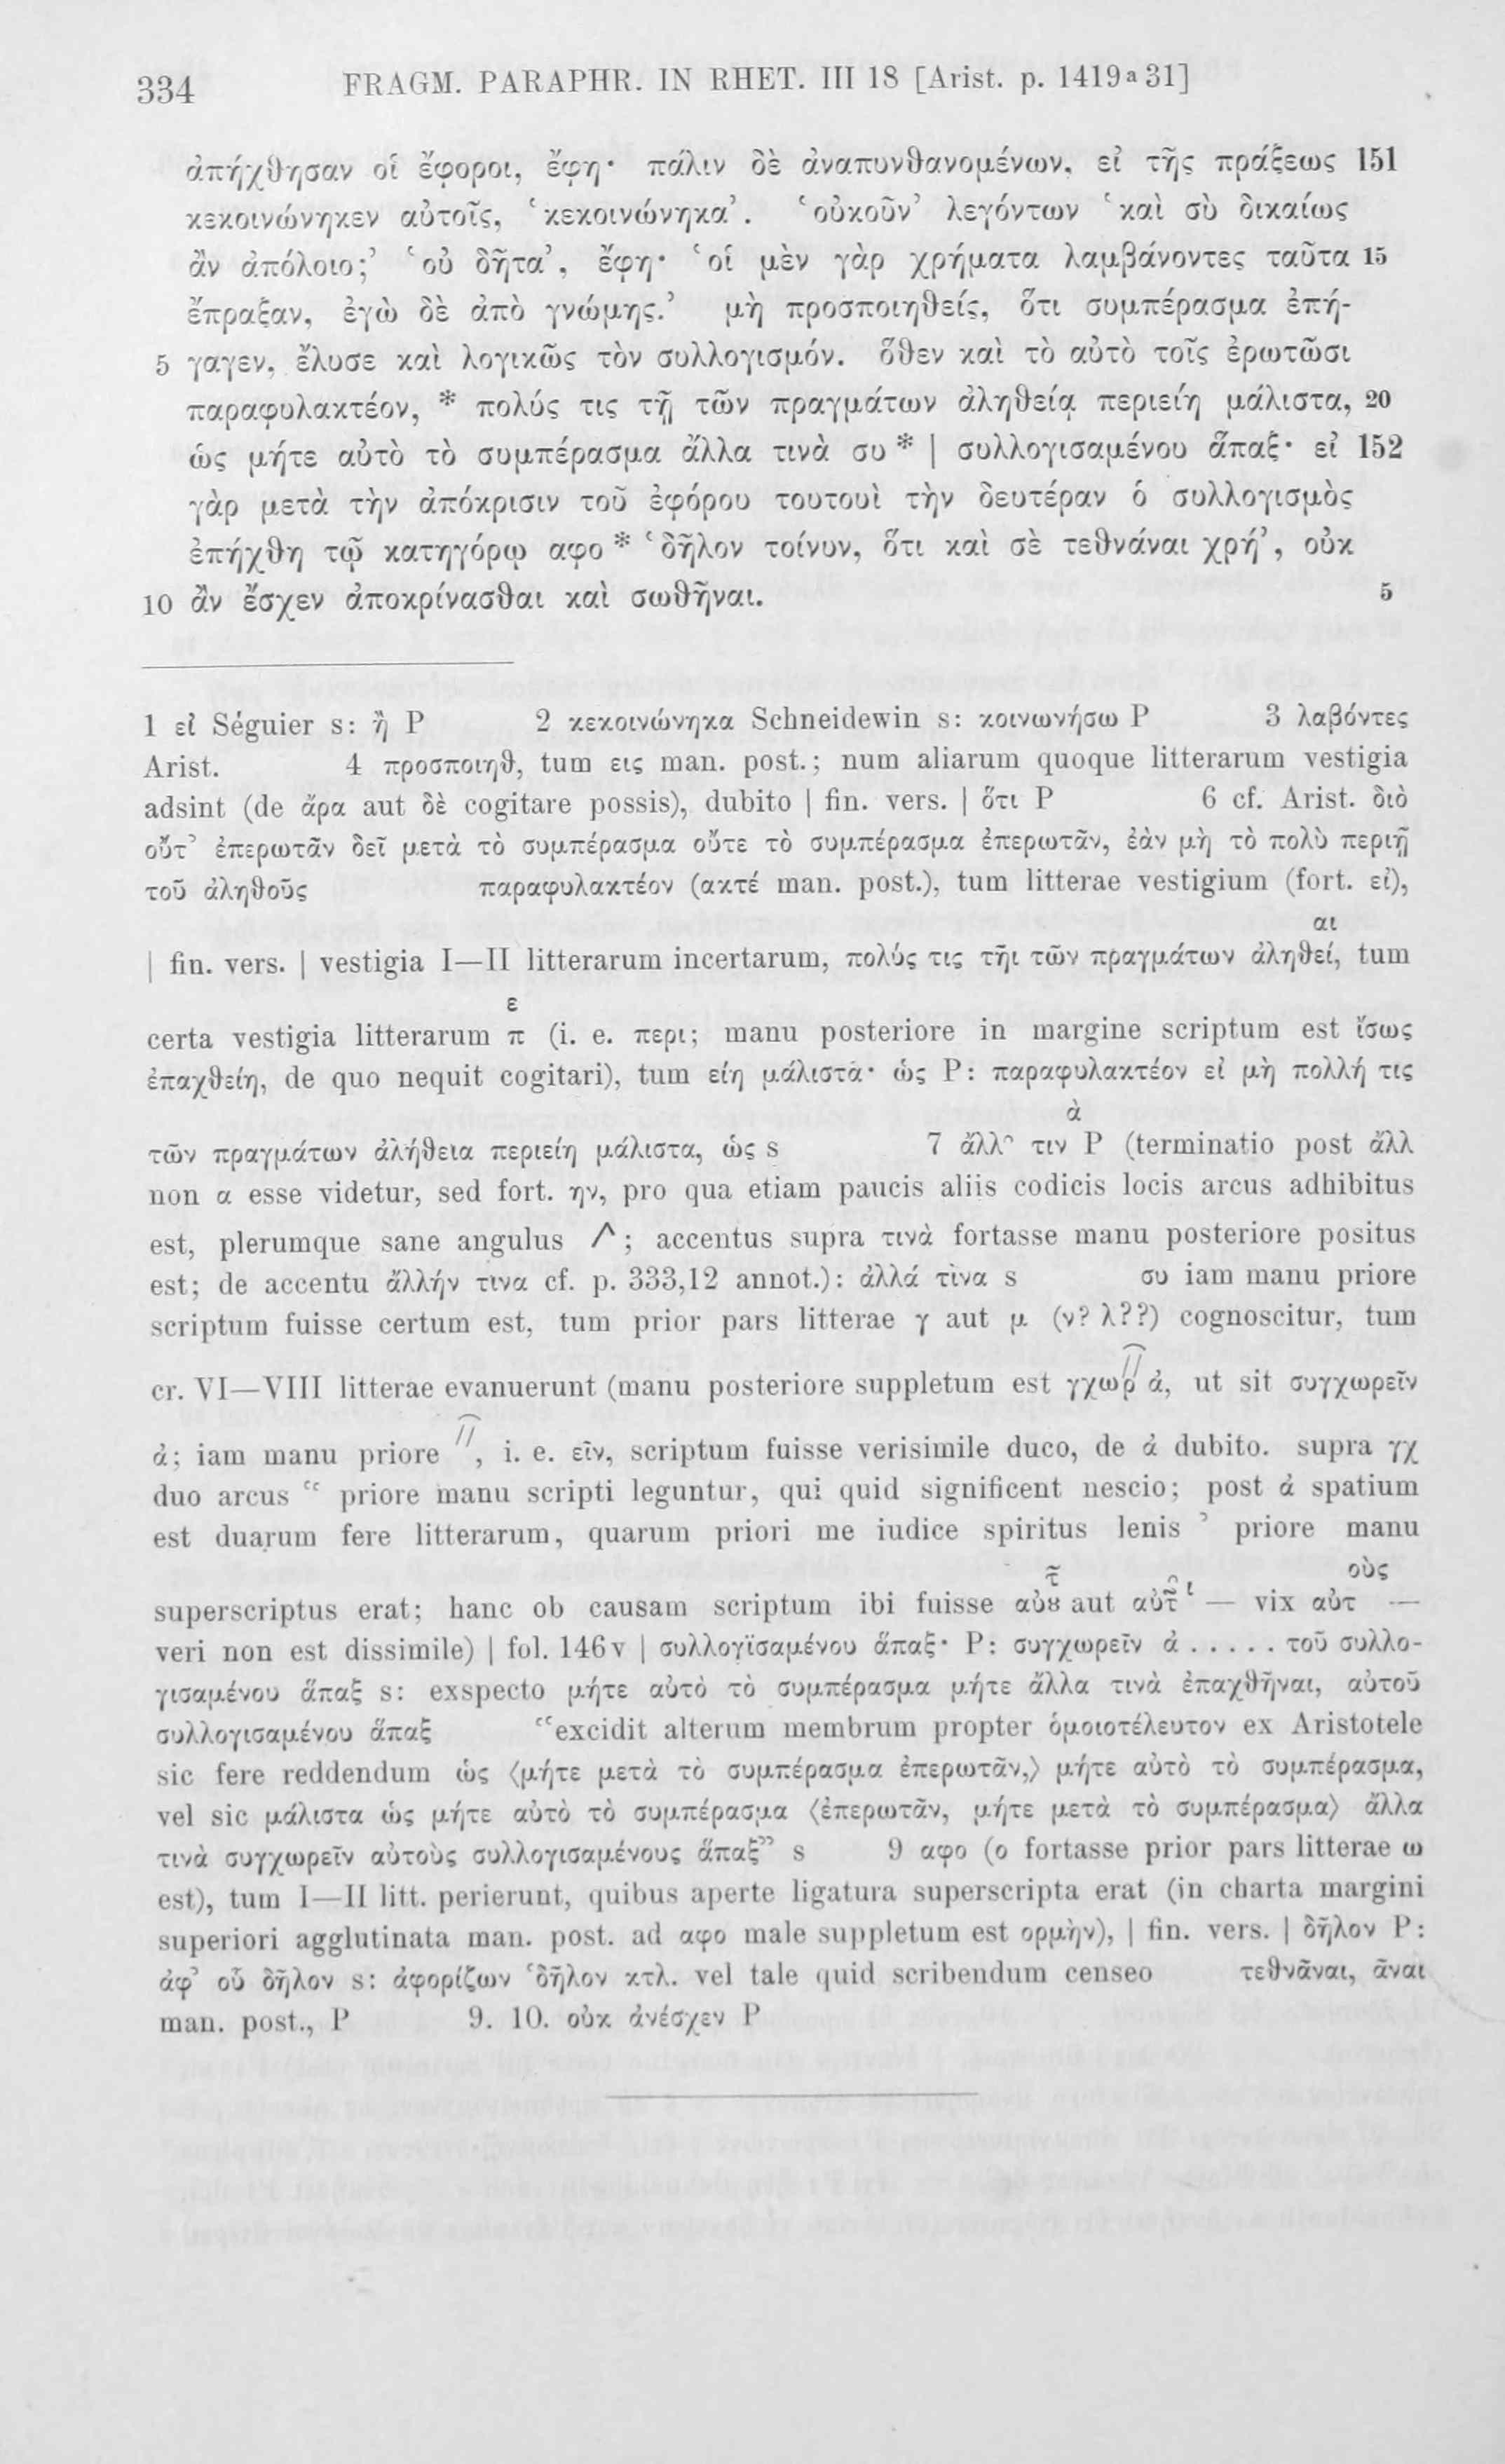 334 FRAGM. PARAPHR. IN RHET. III 18 [Arist. p. 1419ᵃ31]
ἀπήχθησαν οἱ ἔφοροι, ἔφη· πάλιν δὲ ἀναπυνθανομένων, εἰ τῆς πράξεως 151
κεκοινώνηκεν αὐτοῖς, ‘κεκοινώνηκα’. ‘οὐκοῦν’ λεγόντων ‘καὶ σὺ δικαίως
ἂν ἀπόλοιο;’ ‘οὐ δῆτα’, ἔφη· ‘οἱ μὲν γὰρ χρήματα λαμβάνοντες ταῦτα 15
ἔπραξαν, ἐγὼ δὲ ἀπὸ γνώμης.’ μὴ προσποιηθείς, ὅτι συμπέρασμα ἐπή-
5 γαγεν, ἔλυσε καὶ λογικῶς τὸν συλλογισμόν. ὅθεν καὶ τὸ αὐτὸ τοῖς ἐρωτῶσι
παραφυλακτέον, * πολύς τις τῇ τῶν πραγμάτων ἀληθείᾳ περιείη μάλιστα, 20
ὡς μήτε αὐτὸ τὸ συμπέρασμα ἄλλα τινὰ συ * | συλλογισαμένου ἅπαξ· εἰ 152
γὰρ μετὰ τὴν ἀπόκρισιν τοῦ ἐφόρου τουτουὶ τὴν δευτέραν ὁ συλλογισμὸς
ἐπήχθη τῷ κατηγόρῳ αφο * ‘δῆλον τοίνυν, ὅτι καὶ σὲ τεθνάναι χρή’, οὐκ
10 ἂν ἔσχεν ἀποκρίνασθαι καὶ σωθῆναι. 5
1 εἰ Séguier s: ἢ P 2 κεκοινώνηκα Schneidewin s: κοινωνήσω P 3 λαβόντες
Arist. 4 προσποιηθ, tum εις man. post.; num aliarum quoque litterarum vestigia
adsint (de ἄρα aut δὲ cogitare possis), dubito | fin. vers. | ὅτι P 6 cf. Arist. διὸ
οὔτ’ ἐπερωτᾶν δεῖ μετὰ τὸ συμπέρασμα οὔτε τὸ συμπέρασμα ἐπερωτᾶν, ἐὰν μὴ τὸ πολὺ περιῇ
τοῦ ἀληθοῦς παραφυλακτέον (ακτέ man. post.), tum litterae vestigium (fort. εἰ),
αι
| fin. vers. | vestigia I—II litterarum incertarum, πολύς τις τῆι τῶν πραγμάτων ἀληθεί, tum
ε
certa vestigia litterarum π (i. e. περι; manu posteriore in margine scriptum est ἴσως
ἐπαχθείη, de quo nequit cogitari), tum είη μάλιστὰ· ὡς P: παραφυλακτέον εἰ μὴ πολλή τις
ὰ
τῶν πραγμάτων ἀλήθεια περιείη μάλιστα, ὡς s 7 ἄλλ⌒ τιν P (terminatio post ἄλλ
non α esse videtur, sed fort. ην, pro qua etiam paucis aliis codicis locis arcus adhibitus
est, plerumque sane angulus /\ ; accentus supra τινὰ fortasse manu posteriore positus
est; de accentu ἄλλήν τινα cf. p. 333,12 annot.): ἀλλά τινα s συ iam manu priore
scriptum fuisse certum est, tum prior pars litterae γ aut μ (ν? λ??) cognoscitur, tum
cr. VI—VIII litterae evanuerunt (manu posteriore suppletum est γχωρ ἀ, ut sit συγχωρεῖν
ἀ; iam manu priore //, i. e. εῖν, scriptum fuisse verisimile duco, de ἀ dubito. supra γχ
duo arcus “ priore manu scripti leguntur, qui quid significent nescio; post ἀ spatium
est duarum fere litterarum, quarum priori me iudice spiritus lenis ’ priore manu
οὺς
superscriptus erat; hanc ob causam scriptum ibi fuisse αὐ aut αὐτ — vix αὐτ —
veri non est dissimile) | fol. 146v | συλλογϊσαμένου ἅπαξ· P: συγχωρεῖν ἀ ..... τοῦ συλλο-
γισαμένου ἅπαξ s: exspecto μήτε αὐτὸ τὸ συμπέρασμα μήτε ἄλλα τινὰ ἐπαχθῆναι, αὐτοῦ
συλλογισαμένου ἅπαξ “excidit alterum membrum propter ὁμοιοτέλευτον ex Aristotele
sic fere reddendum ὡς ⟨μήτε μετὰ τὸ συμπέρασμα ἐπερωτᾶν,⟩ μήτε αὐτὸ τὸ συμπέρασμα,
vel sic μάλιστα ὡς μήτε αὐτὸ τὸ συμπέρασμα ⟨ἐπερωτᾶν, μήτε μετὰ τὸ συμπέρασμα⟩ ἄλλα
τινὰ συγχωρεῖν αὐτοὺς συλλογισαμένους ἅπαξ” s 9 αφο (ο fortasse prior pars litterae ω
est), tum I—II litt. perierunt, quibus aperte ligatura superscripta erat (in charta margini
superiori agglutinata man. post. ad αφο male suppletum est ορμὴν), | fin. vers. | δῆλον P:
ἀφ’ οὗ δῆλον s: ἀφορίζων ‘δῆλον κτλ. vel tale quid scribendum censeo τεθνᾶναι, ᾶναι
man. post., P 9. 10. οὐκ ἀνέσχεν P